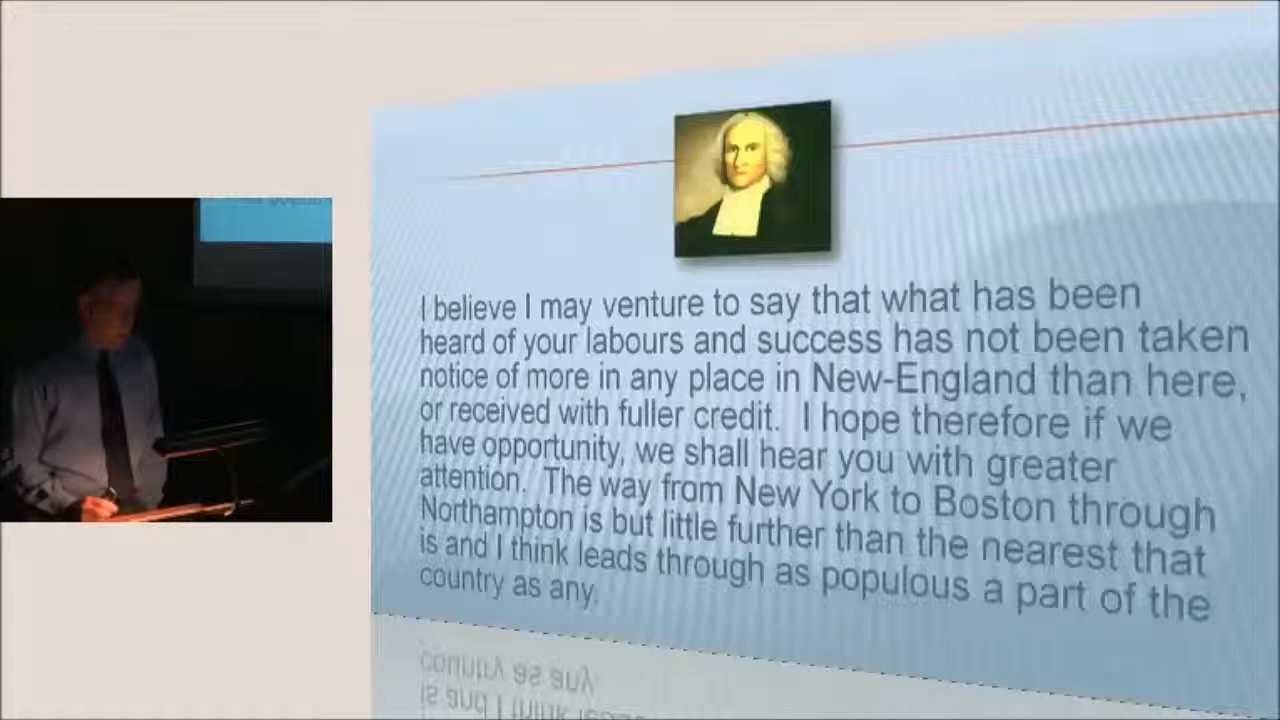 I believe I may venture to say that what has been
heard of your labours and success has not been taken
notice of more in any place in New-England than here,
or received with fuller credit. I hope therefore if we
have opportunity, we shall hear you with greater
attention. The way from New York to Boston through
Northampton is but little further than the nearest that
is and I think leads through as populous a part of the
country as any.